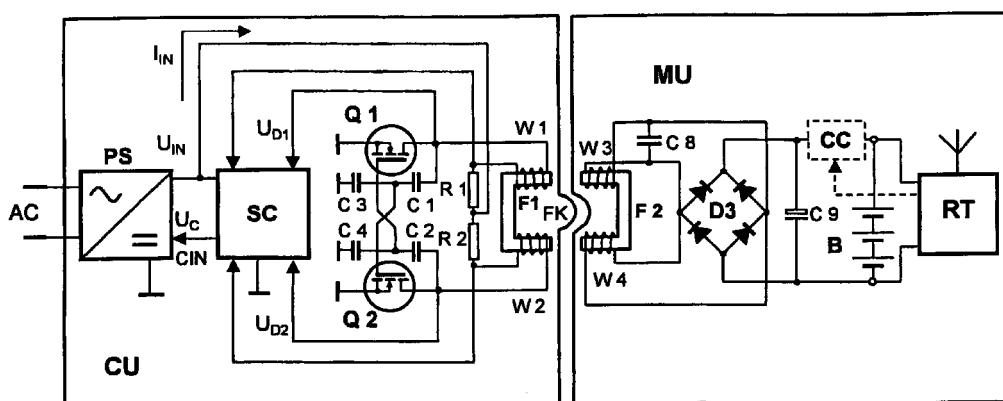 I_IN
MU
Q 1
U_D1
W 1
W 3
C 8
CC
U_IN
PS
AC
SC
U_C
CIN
C 3
C 1
R 1
F1
FK
F 2
D3
C 9
B
RT
C 4
C 2
R 2
W 4
W 2
U_D2
Q 2
CU